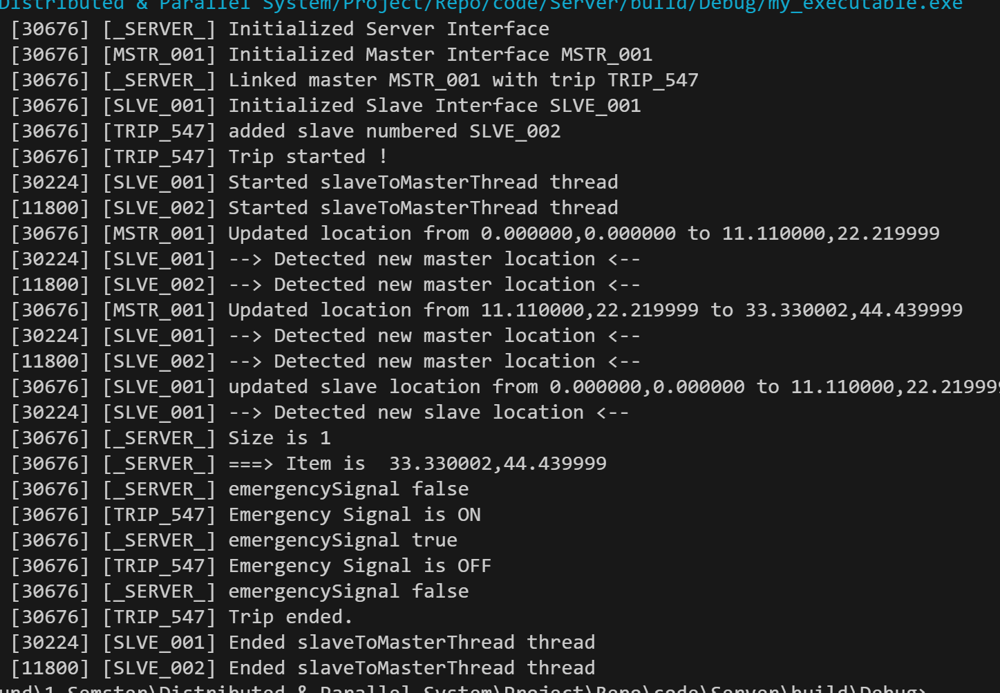 Distributed & Parallel System/Project/Repo/code/Server/build/Debug/my_executable.exe
[30676] [_SERVER_] Initialized Server Interface
[30676] [MSTR_001] Initialized Master Interface MSTR_001
[30676] [_SERVER_] Linked master MSTR_001 with trip TRIP_547
[30676] [SLVE_001] Initialized Slave Interface SLVE_001
[30676] [TRIP_547] added slave numbered SLVE_002
[30676] [TRIP_547] Trip started !
[30224] [SLVE_001] Started slaveToMasterThread thread
[11800] [SLVE_002] Started slaveToMasterThread thread
[30676] [MSTR_001] Updated location from 0.000000,0.000000 to 11.110000,22.219999
[30224] [SLVE_001] --> Detected new master location <--
[11800] [SLVE_002] --> Detected new master location <--
[30676] [MSTR_001] Updated location from 11.110000,22.219999 to 33.330002,44.439999
[30224] [SLVE_001] --> Detected new master location <--
[11800] [SLVE_002] --> Detected new master location <--
[30676] [SLVE_001] updated slave location from 0.000000,0.000000 to 11.110000,22.219999
[30224] [SLVE_001] --> Detected new slave location <--
[30676] [_SERVER_] Size is 1
[30676] [_SERVER_] ===> Item is  33.330002,44.439999
[30676] [_SERVER_] emergencySignal false
[30676] [TRIP_547] Emergency Signal is ON
[30676] [_SERVER_] emergencySignal true
[30676] [TRIP_547] Emergency Signal is OFF
[30676] [_SERVER_] emergencySignal false
[30676] [TRIP_547] Trip ended.
[30224] [SLVE_001] Ended slaveToMasterThread thread
[11800] [SLVE_002] Ended slaveToMasterThread thread
und\1 Semster\Distributed & Parallel System\Project\Repo\code\Server\build\Debug>